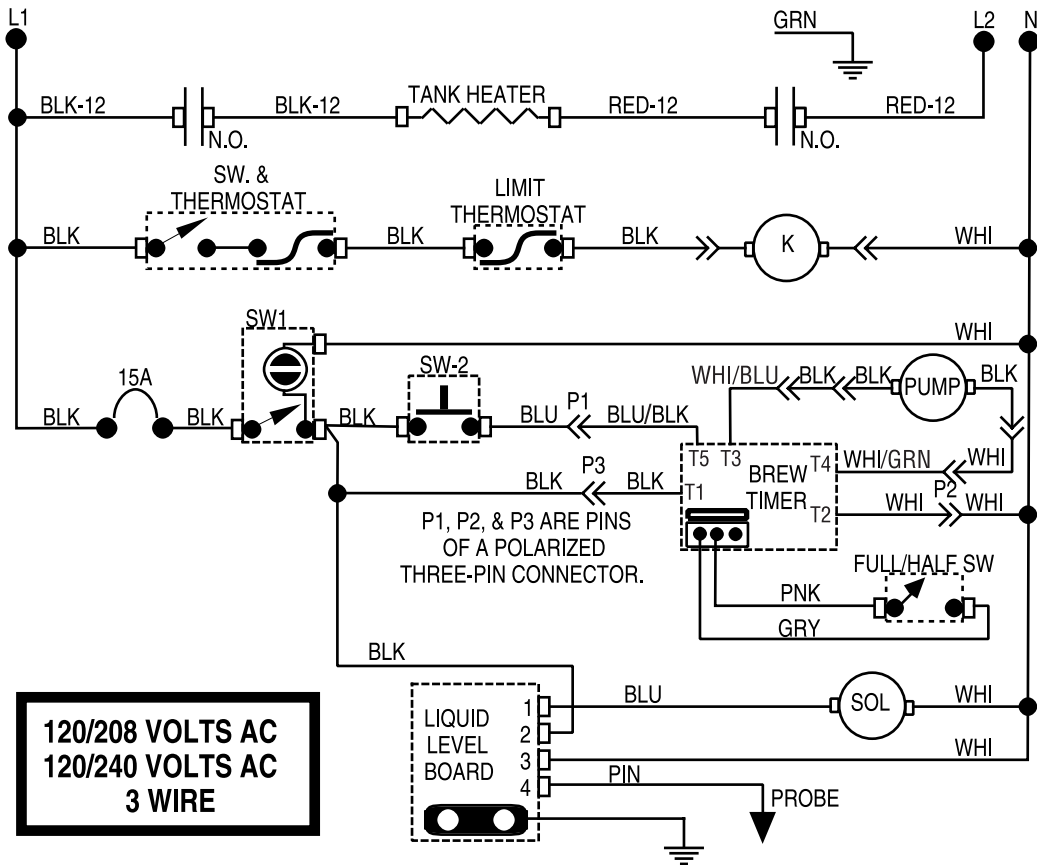 L1
GRN
L2
N
BLK-12
BLK-12
TANK HEATER
RED-12
RED-12
N.O.
N.O.
SW. &
THERMOSTAT
LIMIT
THERMOSTAT
BLK
BLK
BLK
K
WHI
SW1
WHI
15A
SW-2
WHI/BLU
BLK
BLK
PUMP
BLK
BLK
BLK
BLK
BLU
P1
BLU/BLK
T5
T3
T4
WHI/GRN
WHI
BREW
TIMER
BLK
P3
BLK
T1
T2
WHI
P2
WHI
P1, P2, & P3 ARE PINS
OF A POLARIZED
THREE-PIN CONNECTOR.
FULL/HALF SW
PNK
GRY
BLK
LIQUID
LEVEL
BOARD
1
2
3
4
BLU
SOL
WHI
WHI
PIN
PROBE
120/208 VOLTS AC
120/240 VOLTS AC
3 WIRE